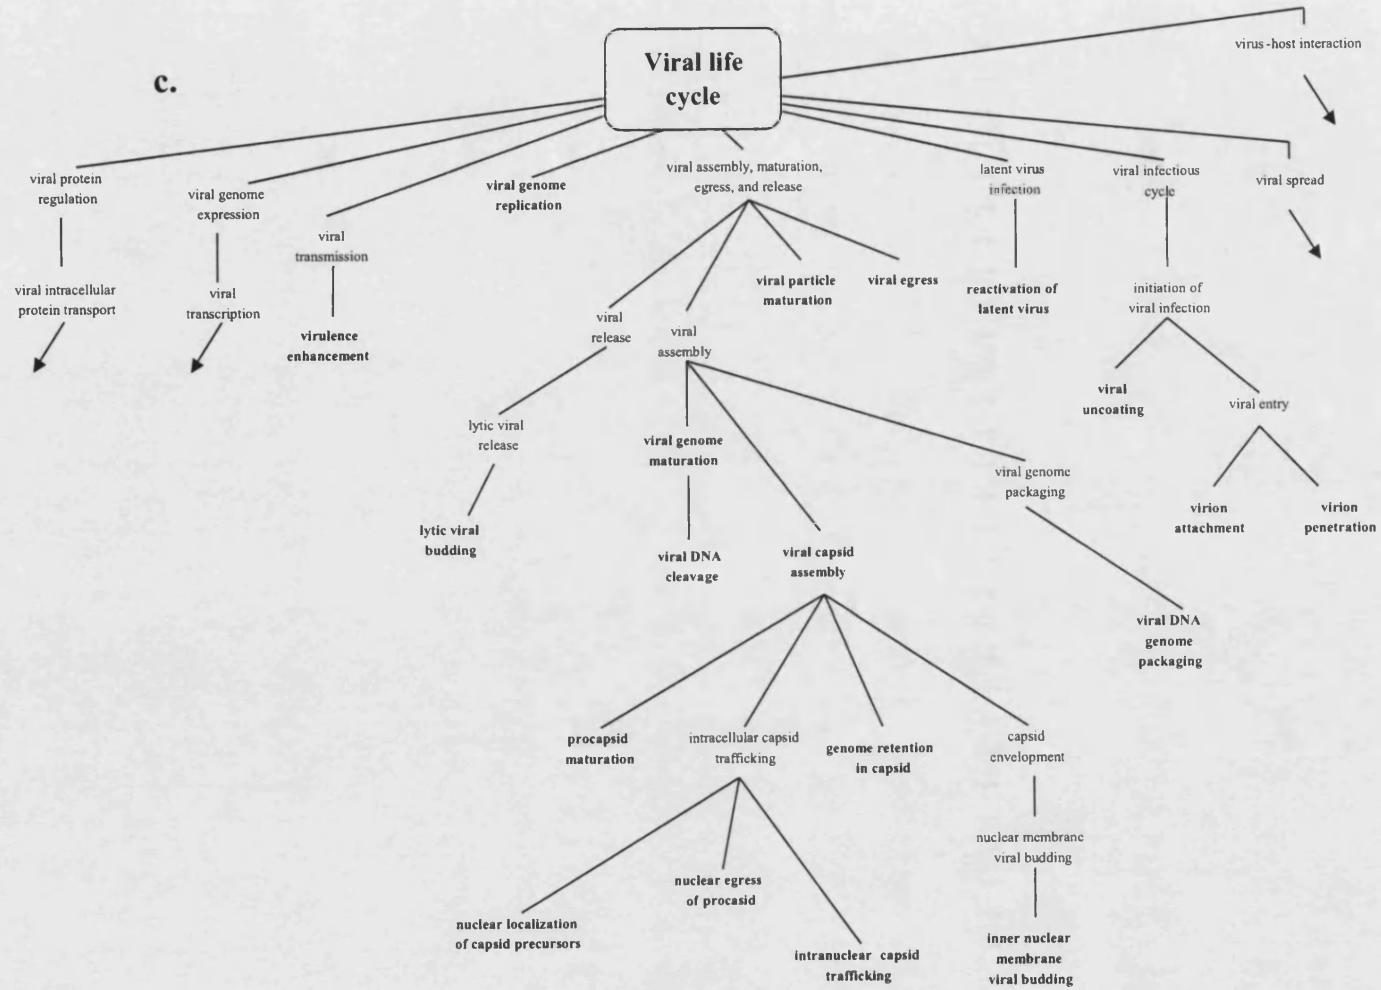 c.
Viral life
cycle
virus-host interaction
viral protein
regulation
viral genome
expression
viral
transmission
viral genome
replication
viral assembly, maturation,
egress, and release
latent virus
infection
viral infectious
cycle
viral spread
viral intracellular
protein transport
viral
transcription
virulence
enhancement
viral
release
viral
assembly
viral particle
maturation
viral egress
reactivation of
latent virus
initiation of
viral infection
viral
uncoating
viral entry
lytic viral
release
viral genome
maturation
viral genome
packaging
virion
attachment
virion
penetration
lytic viral
budding
viral DNA
cleavage
viral capsid
assembly
viral DNA
genome
packaging
procapsid
maturation
intracellular capsid
trafficking
genome retention
in capsid
capsid
envelopment
nuclear membrane
viral budding
nuclear localization
of capsid precursors
nuclear egress
of procasid
intranuclear capsid
trafficking
inner nuclear
membrane
viral budding